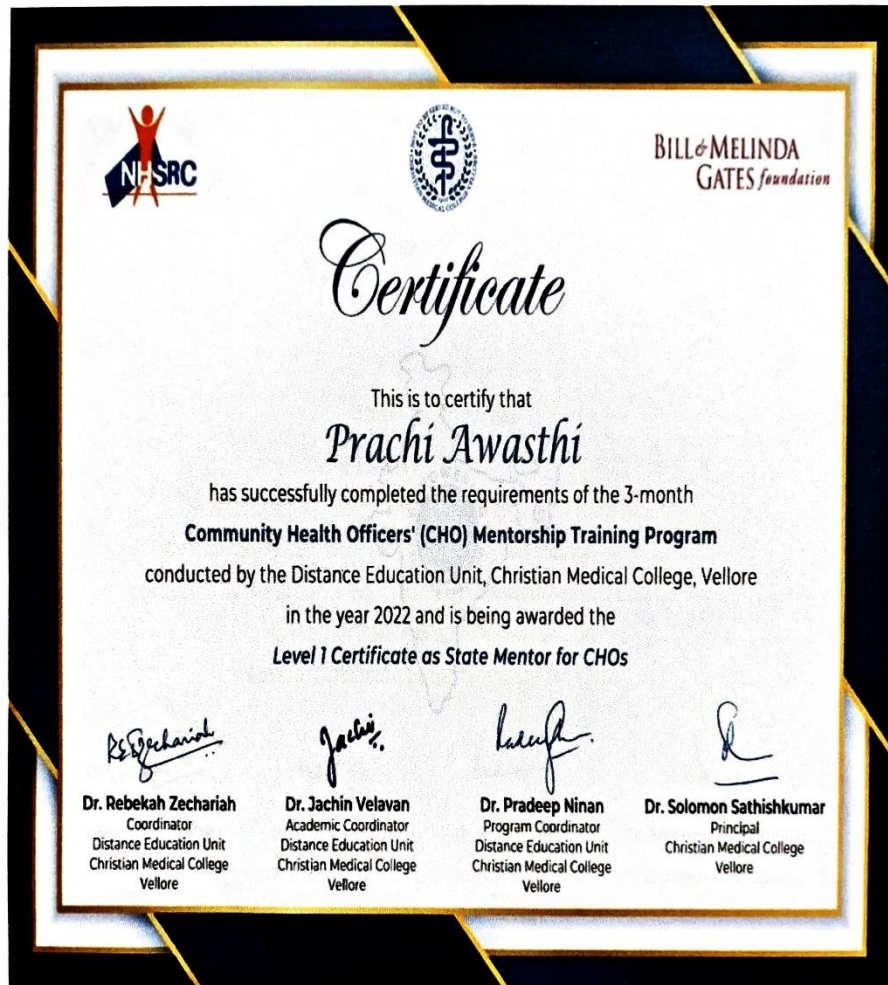 NHSRC
BILL & MELINDA
GATES foundation
Certificate
This is to certify that
Prachi Awasthi
has successfully completed the requirements of the 3-month
Community Health Officers' (CHO) Mentorship Training Program
conducted by the Distance Education Unit, Christian Medical College, Vellore
in the year 2022 and is being awarded the
Level 1 Certificate as State Mentor for CHOs
Dr. Rebekah Zechariah
Coordinator
Distance Education Unit
Christian Medical College
Vellore
Dr. Jachin Velavan
Academic Coordinator
Distance Education Unit
Christian Medical College
Vellore
Dr. Pradeep Ninan
Program Coordinator
Distance Education Unit
Christian Medical College
Vellore
Dr. Solomon Sathishkumar
Principal
Christian Medical College
Vellore